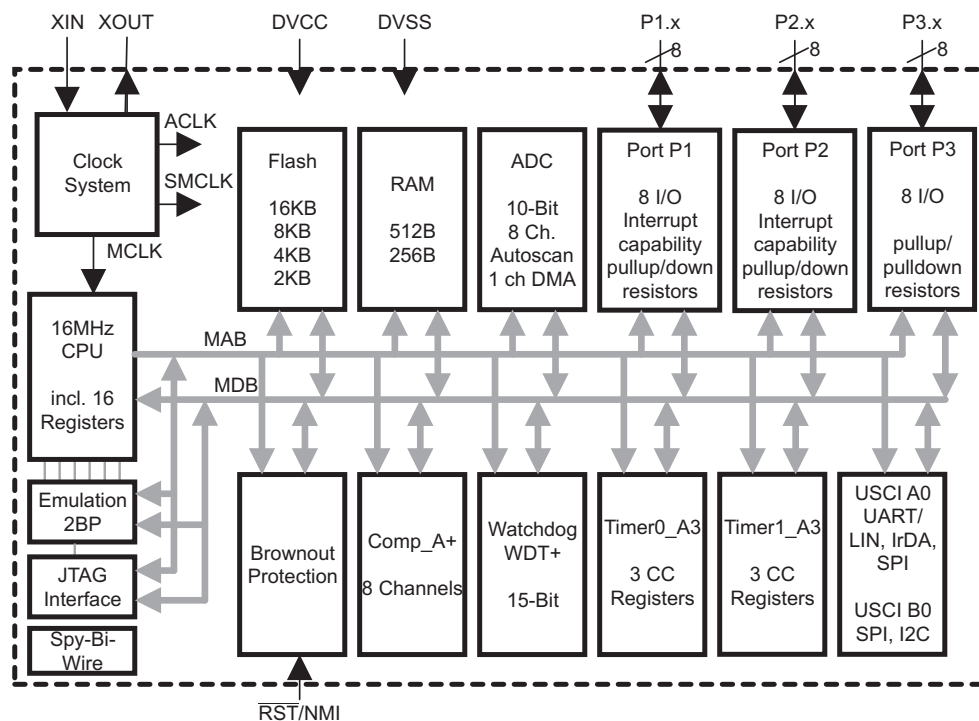 XIN XOUT DVCC DVSS P1.x P2.x P3.x
8 8 8
Clock
System
ACLK
SMCLK
MCLK
Flash
16KB
8KB
4KB
2KB
RAM
512B
256B
ADC
10-Bit
8 Ch.
Autoscan
1 ch DMA
Port P1
8 I/O
Interrupt
capability
pullup/down
resistors
Port P2
8 I/O
Interrupt
capability
pullup/down
resistors
Port P3
8 I/O
pullup/
pulldown
resistors
16MHz
CPU
incl. 16
Registers
MAB
MDB
Emulation
2BP
JTAG
Interface
Spy-Bi-
Wire
Brownout
Protection
Comp_A+
8 Channels
Watchdog
WDT+
15-Bit
Timer0_A3
3 CC
Registers
Timer1_A3
3 CC
Registers
USCI A0
UART/
LIN, IrDA,
SPI
USCI B0
SPI, I2C
RST/NMI